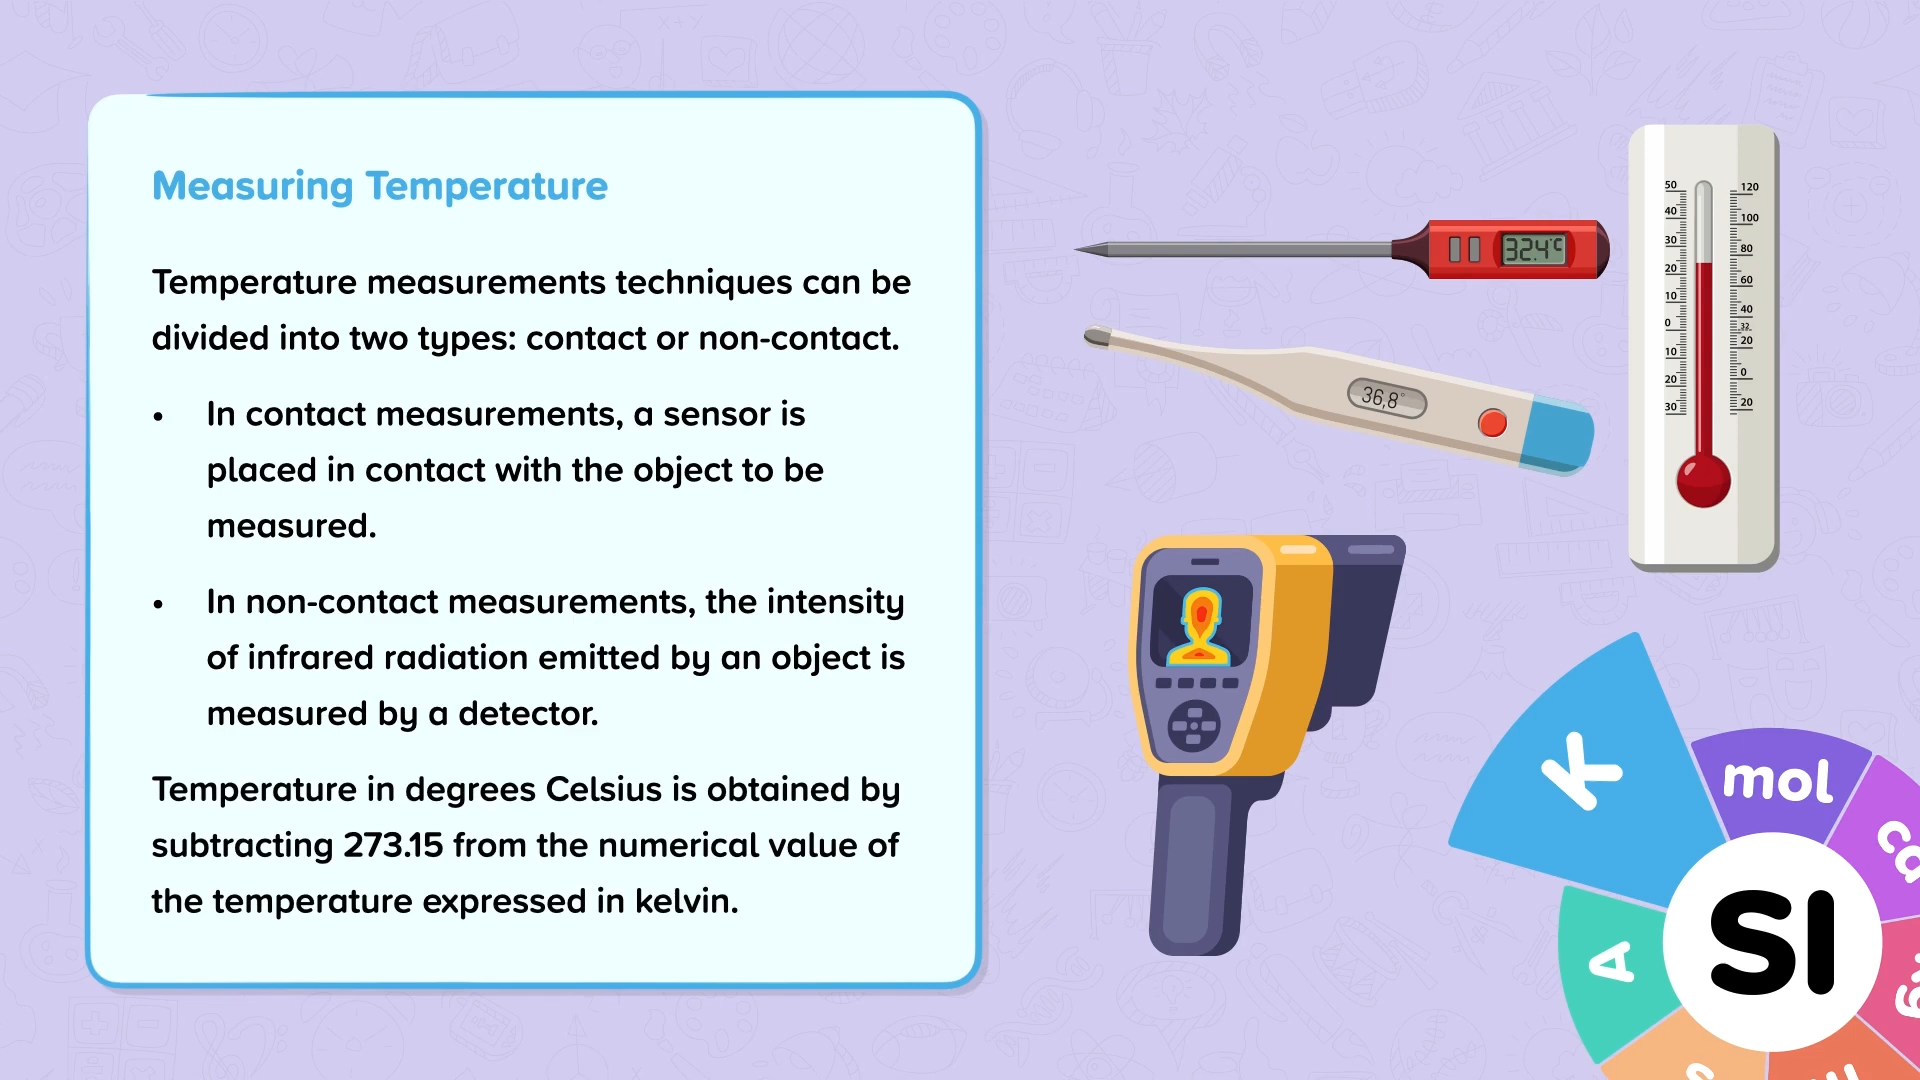 Measuring Temperature
Temperature measurements techniques can be
divided into two types: contact or non-contact.
• In contact measurements, a sensor is
placed in contact with the object to be
measured.
• In non-contact measurements, the intensity
of infrared radiation emitted by an object is
measured by a detector.
Temperature in degrees Celsius is obtained by
subtracting 273.15 from the numerical value of
the temperature expressed in kelvin.
32.4°C
36,8°
50 120
40 100
30 80
20 60
10 40
0 32
10 20
20 0
30 20
K
mol
A
SI